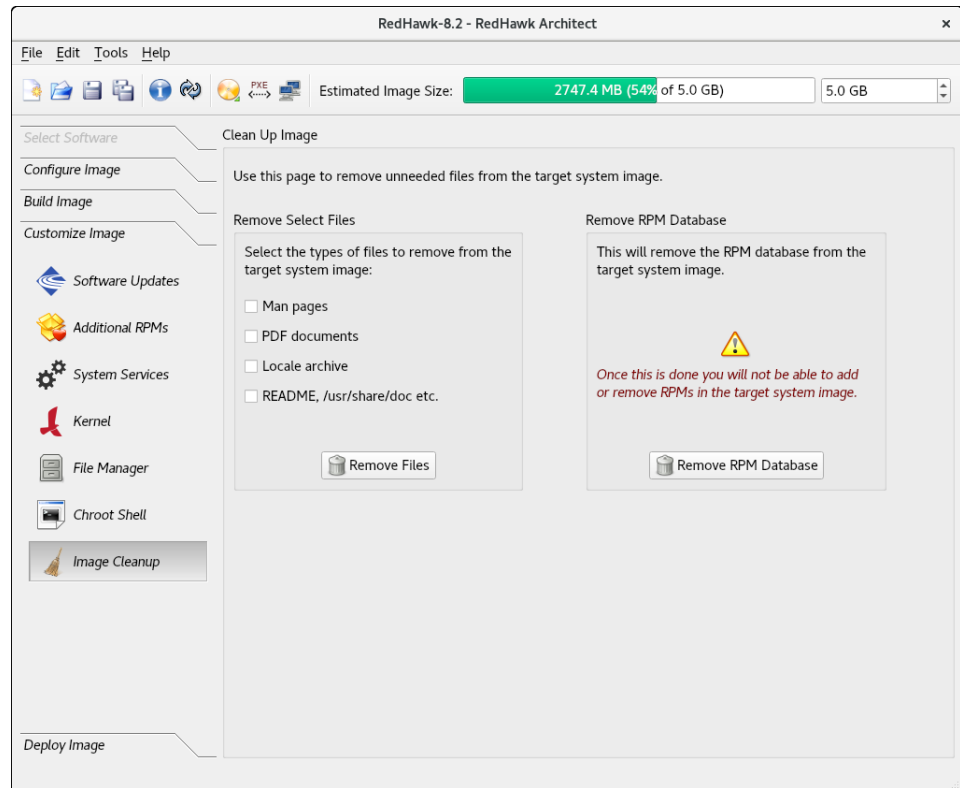 RedHawk-8.2 - RedHawk Architect
×
File Edit Tools Help
PXE
Estimated Image Size:
2747.4 MB (54% of 5.0 GB)
5.0 GB
Select Software
Configure Image
Build Image
Customize Image
Software Updates
Additional RPMs
System Services
Kernel
File Manager
Chroot Shell
Image Cleanup
Deploy Image
Clean Up Image
Use this page to remove unneeded files from the target system image.
Remove Select Files
Select the types of files to remove from the
target system image:
Man pages
PDF documents
Locale archive
README, /usr/share/doc etc.
Remove Files
Remove RPM Database
This will remove the RPM database from the
target system image.
Once this is done you will not be able to add
or remove RPMs in the target system image.
Remove RPM Database